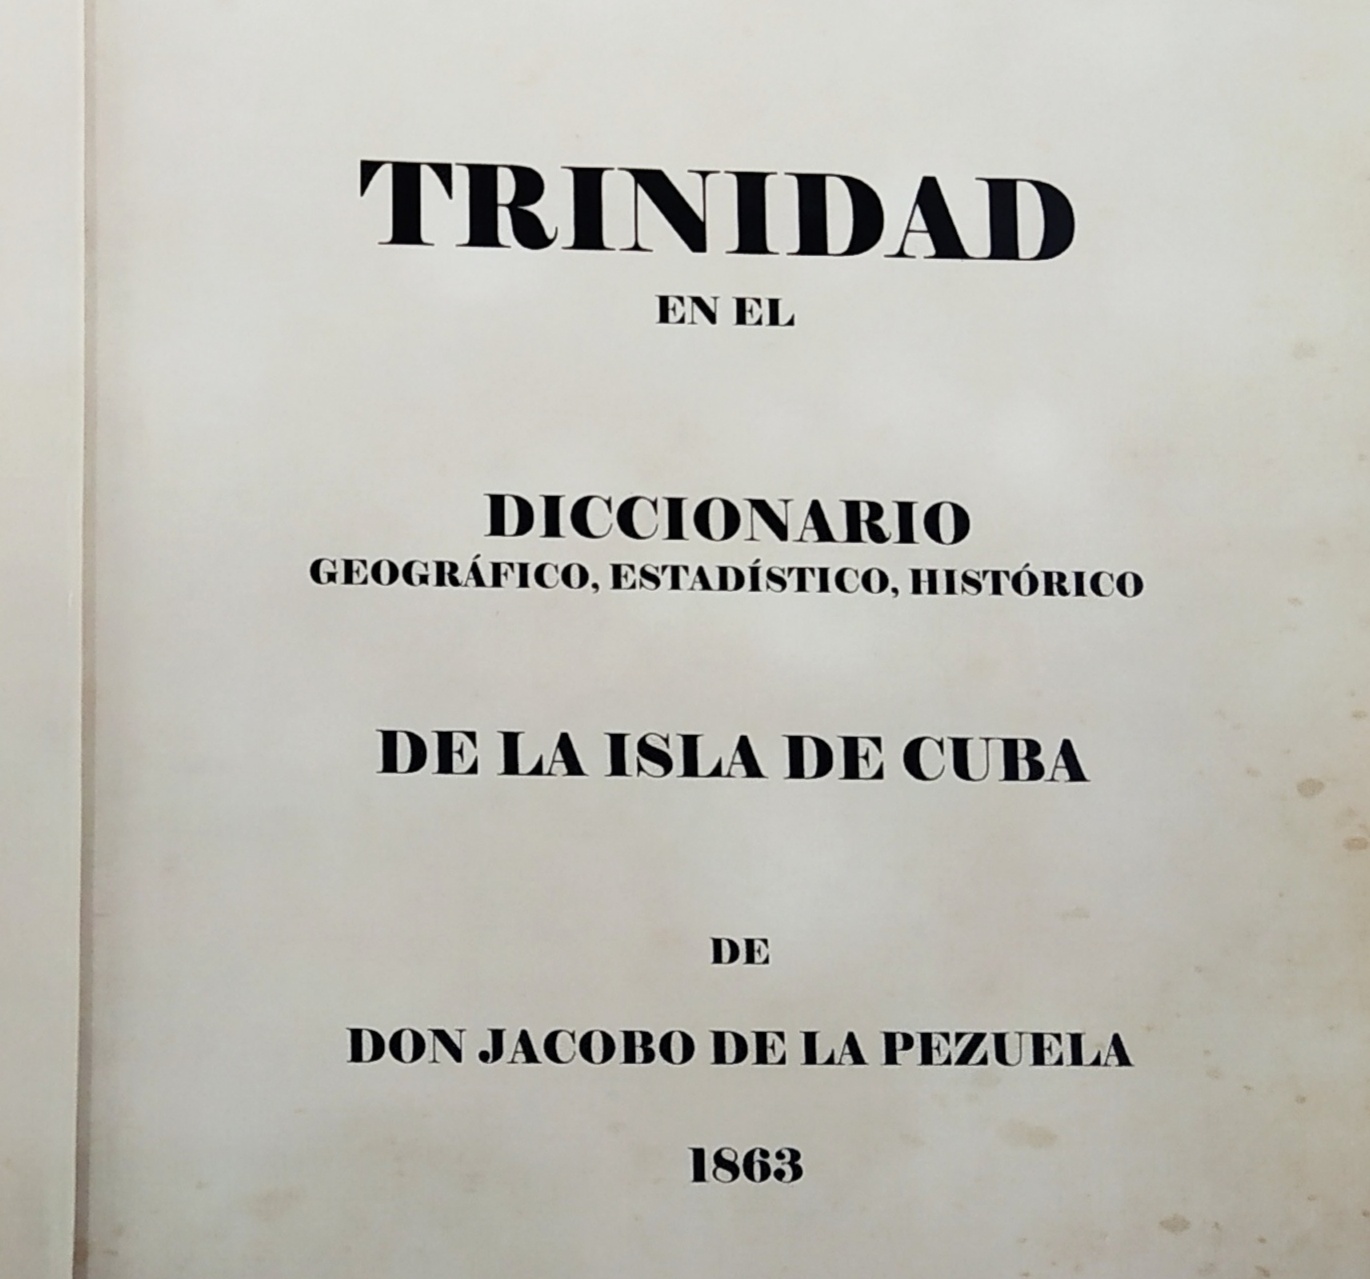 TRINIDAD
EN EL
DICCIONARIO
GEOGRÁFICO, ESTADÍSTICO, HISTÓRICO
DE LA ISLA DE CUBA
DE
DON JACOBO DE LA PEZUELA
1863